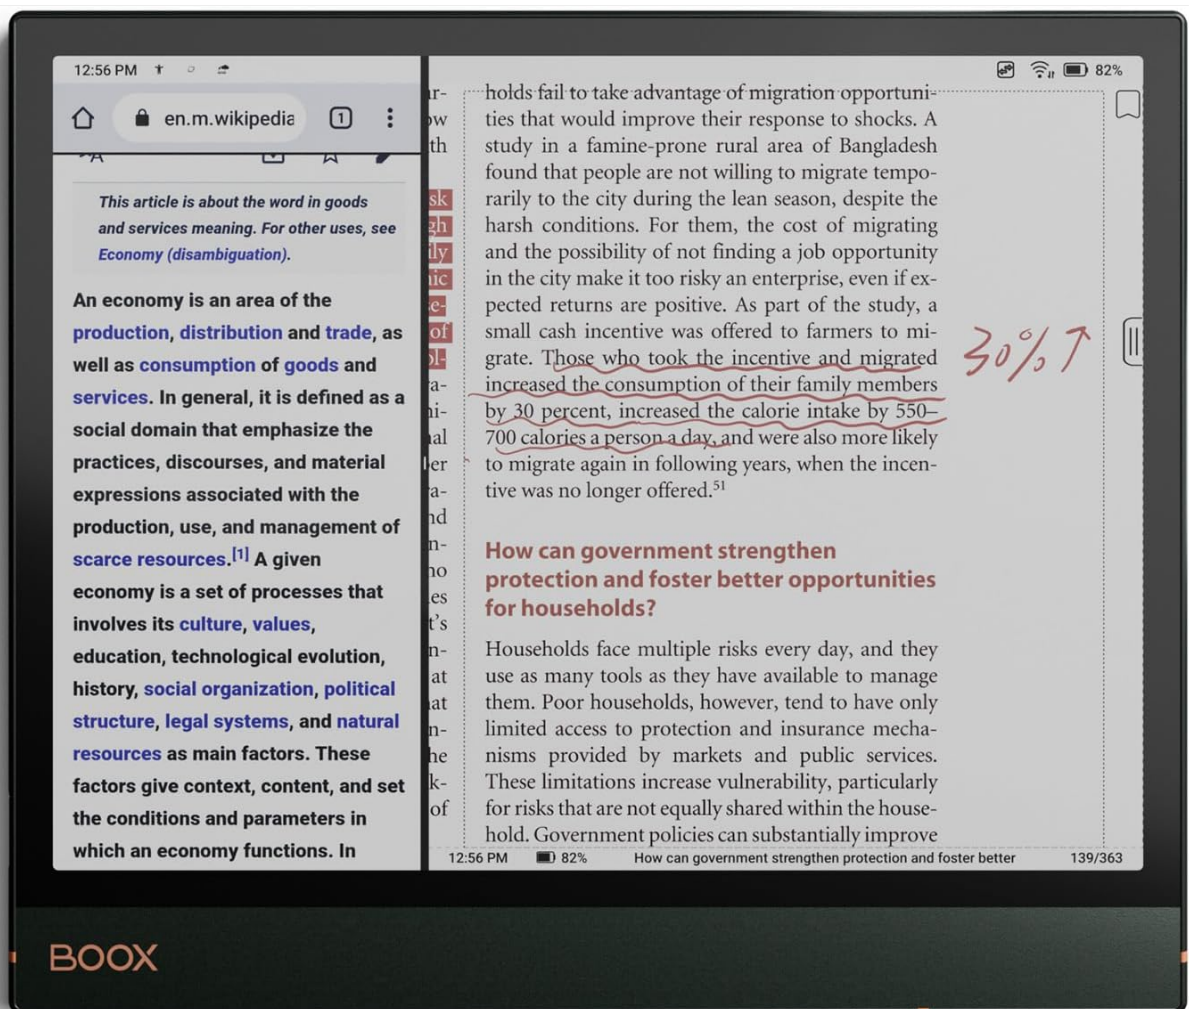 12:56 PM
82%
en.m.wikipedia
1
This article is about the word in goods
and services meaning. For other uses, see
Economy (disambiguation).
An economy is an area of the
production, distribution and trade, as
well as consumption of goods and
services. In general, it is defined as a
social domain that emphasize the
practices, discourses, and material
expressions associated with the
production, use, and management of
scarce resources.[1] A given
economy is a set of processes that
involves its culture, values,
education, technological evolution,
history, social organization, political
structure, legal systems, and natural
resources as main factors. These
factors give context, content, and set
the conditions and parameters in
which an economy functions. In
holds fail to take advantage of migration opportuni-
ties that would improve their response to shocks. A
study in a famine-prone rural area of Bangladesh
found that people are not willing to migrate tempo-
rarily to the city during the lean season, despite the
harsh conditions. For them, the cost of migrating
and the possibility of not finding a job opportunity
in the city make it too risky an enterprise, even if ex-
pected returns are positive. As part of the study, a
small cash incentive was offered to farmers to mi-
grate. Those who took the incentive and migrated
increased the consumption of their family members
by 30 percent, increased the calorie intake by 550–
700 calories a person a day, and were also more likely
to migrate again in following years, when the incen-
tive was no longer offered.51
30% ↑
How can government strengthen
protection and foster better opportunities
for households?
Households face multiple risks every day, and they
use as many tools as they have available to manage
them. Poor households, however, tend to have only
limited access to protection and insurance mecha-
nisms provided by markets and public services.
These limitations increase vulnerability, particularly
for risks that are not equally shared within the house-
hold. Government policies can substantially improve
12:56 PM 82% How can government strengthen protection and foster better 139/363
BOOX